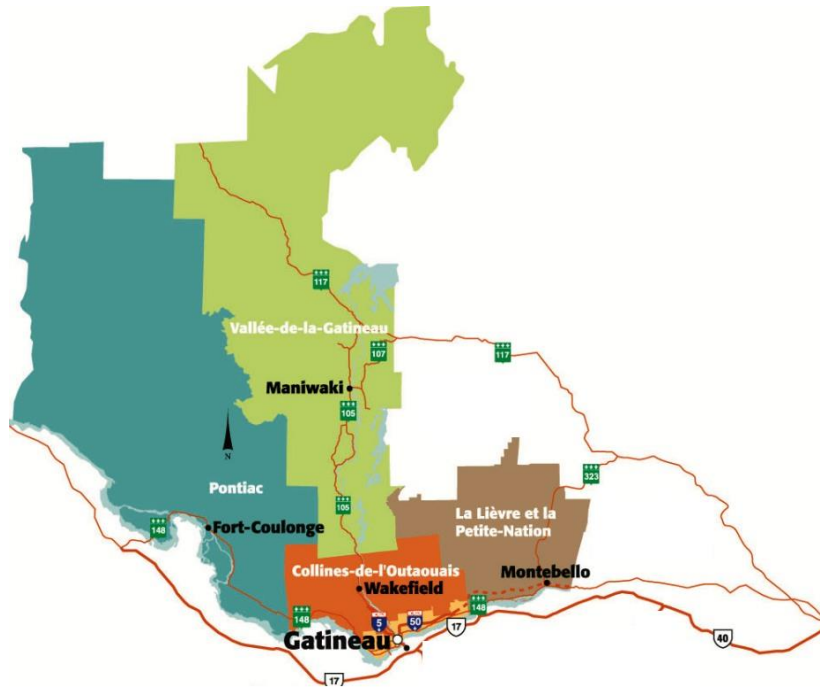 117
Vallée-de-la-Gatineau
107
117
Maniwaki
105
N
323
Pontiac
105
La Lièvre et la
Petite-Nation
148
Fort-Coulonge
Collines-de-l'Outaouais
Montebello
Wakefield
148
148
5
50
17
Gatineau
40
17